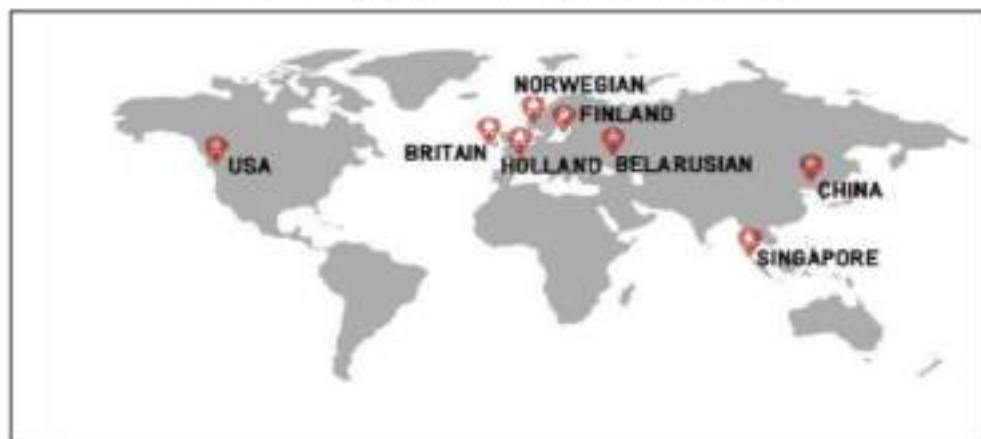 NORWEGIAN
FINLAND
BRITAIN
HOLLAND
BELARUSIAN
USA
CHINA
SINGAPORE